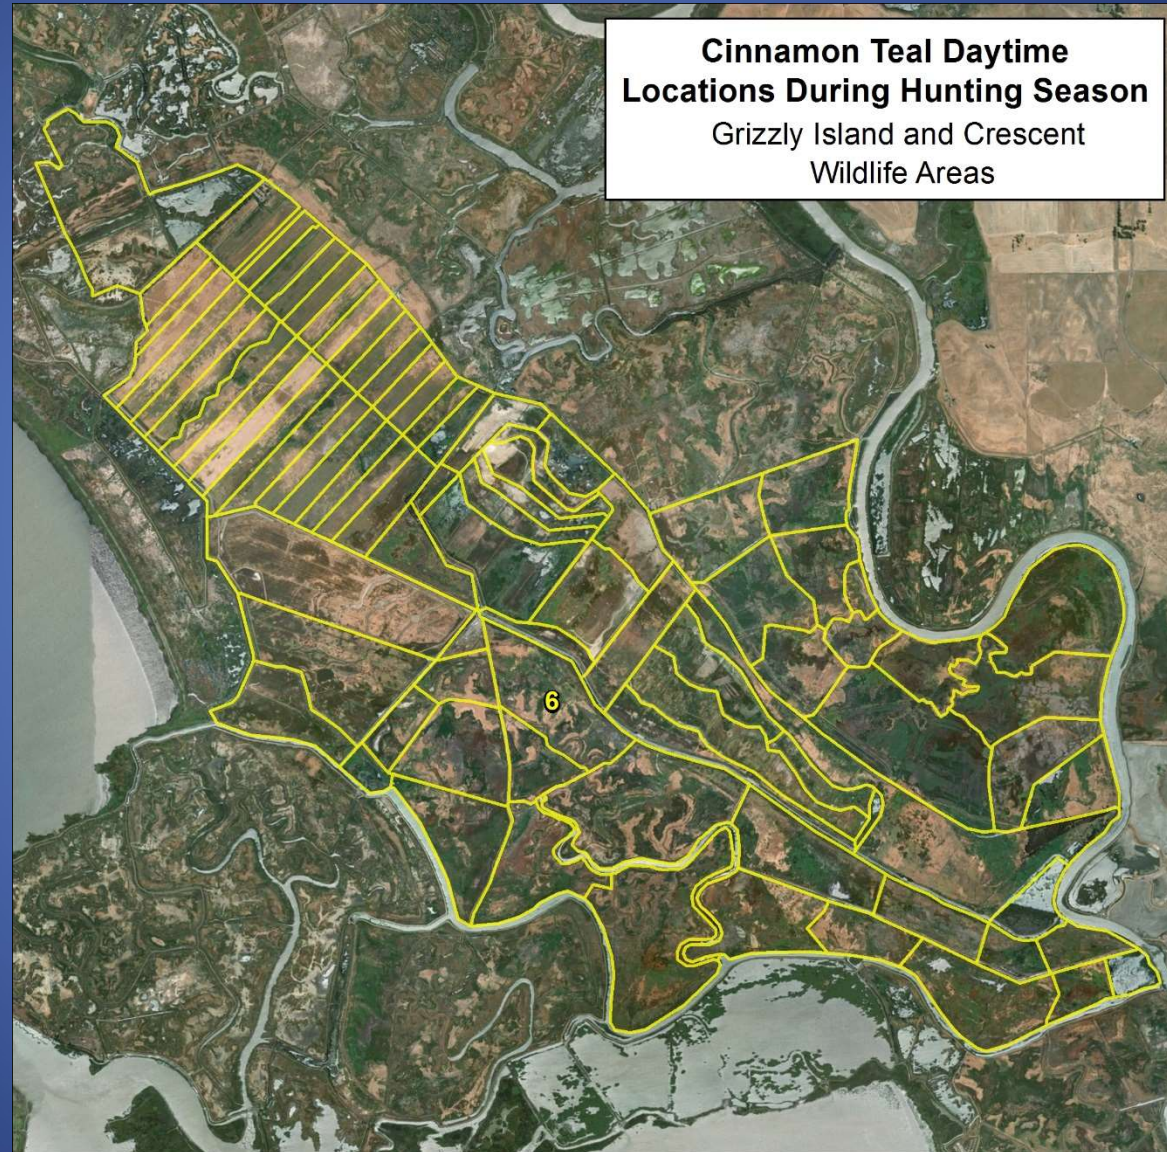 Cinnamon Teal Daytime
Locations During Hunting Season
Grizzly Island and Crescent
Wildlife Areas
6